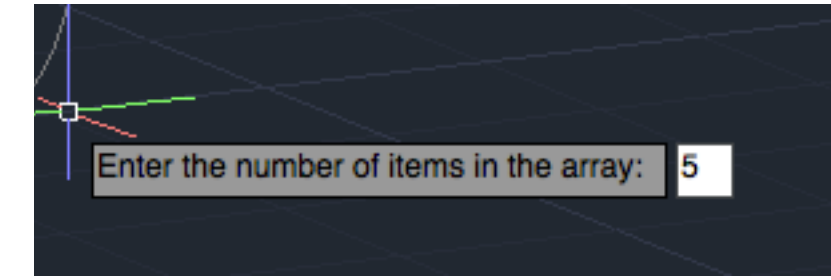 Enter the number of items in the array: 5